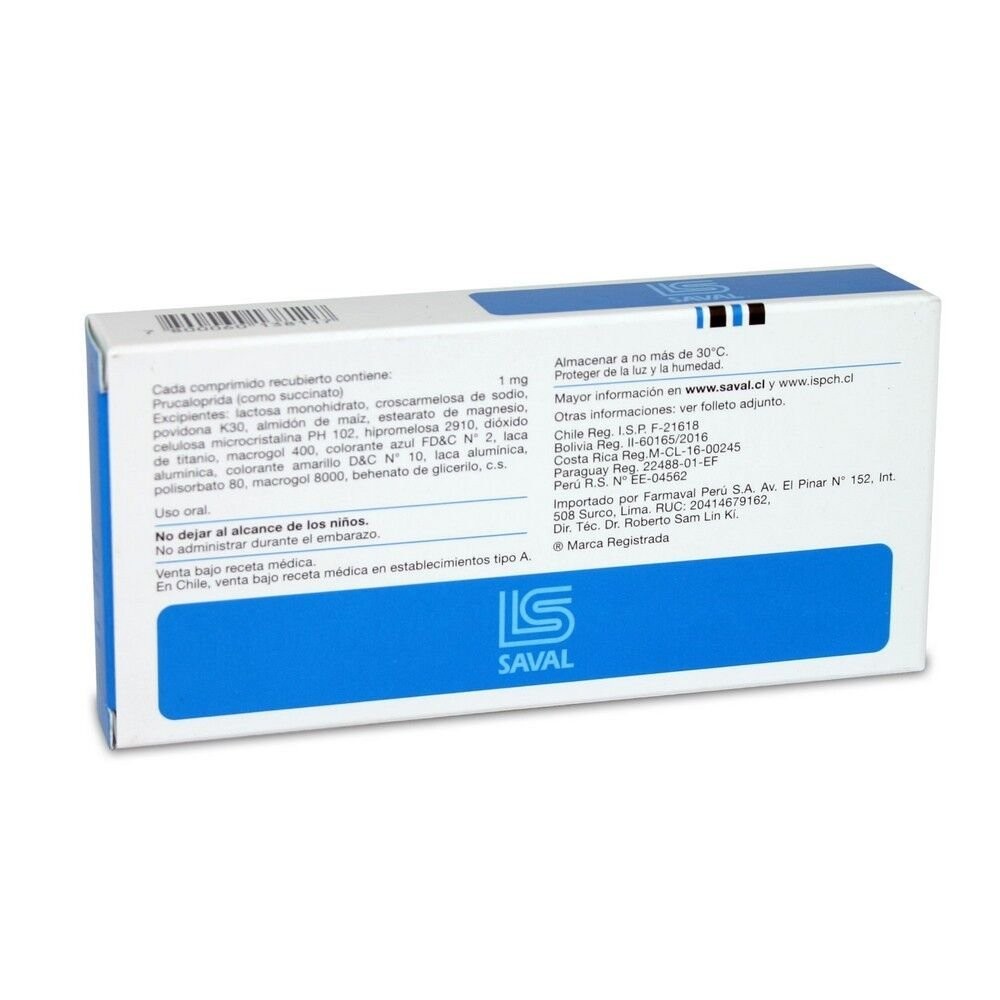 SAVAL
Cada comprimido recubierto contiene:
Prucaloprida (como succinato) 1 mg
Excipientes: lactosa monohidrato, croscarmelosa de sodio,
povidona K30, almidón de maíz, estearato de magnesio,
celulosa microcristalina PH 102, hipromelosa 2910, dióxido
de titanio, macrogol 400, colorante azul FD&C N° 2, laca
alumínica, colorante amarillo D&C N° 10, laca alumínica,
polisorbato 80, macrogol 8000, behenato de glicerilo, c.s.
Uso oral.
No dejar al alcance de los niños.
No administrar durante el embarazo.
Venta bajo receta médica.
En Chile, venta bajo receta médica en establecimientos tipo A.
Almacenar a no más de 30°C.
Proteger de la luz y la humedad.
Mayor información en www.saval.cl y www.ispch.cl
Otras informaciones: ver folleto adjunto.
Chile Reg. I.S.P. F-21618
Bolivia Reg. II-60165/2016
Costa Rica Reg.M-CL-16-00245
Paraguay Reg. 22488-01-EF
Perú R.S. N° EE-04562
Importado por Farmaval Perú S.A. Av. El Pinar N° 152, Int.
508 Surco, Lima. RUC: 20414679162,
Dir. Téc. Dr. Roberto Sam Lin Kí.
® Marca Registrada
SAVAL